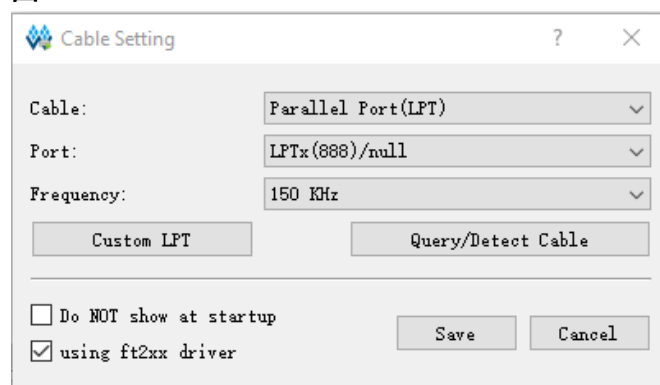 Cable Setting
Cable: Parallel Port(LPT)
Port: LPTx(888)/null
Frequency: 150 KHz
Custom LPT Query/Detect Cable
Do NOT show at startup
using ft2xx driver
Save Cancel